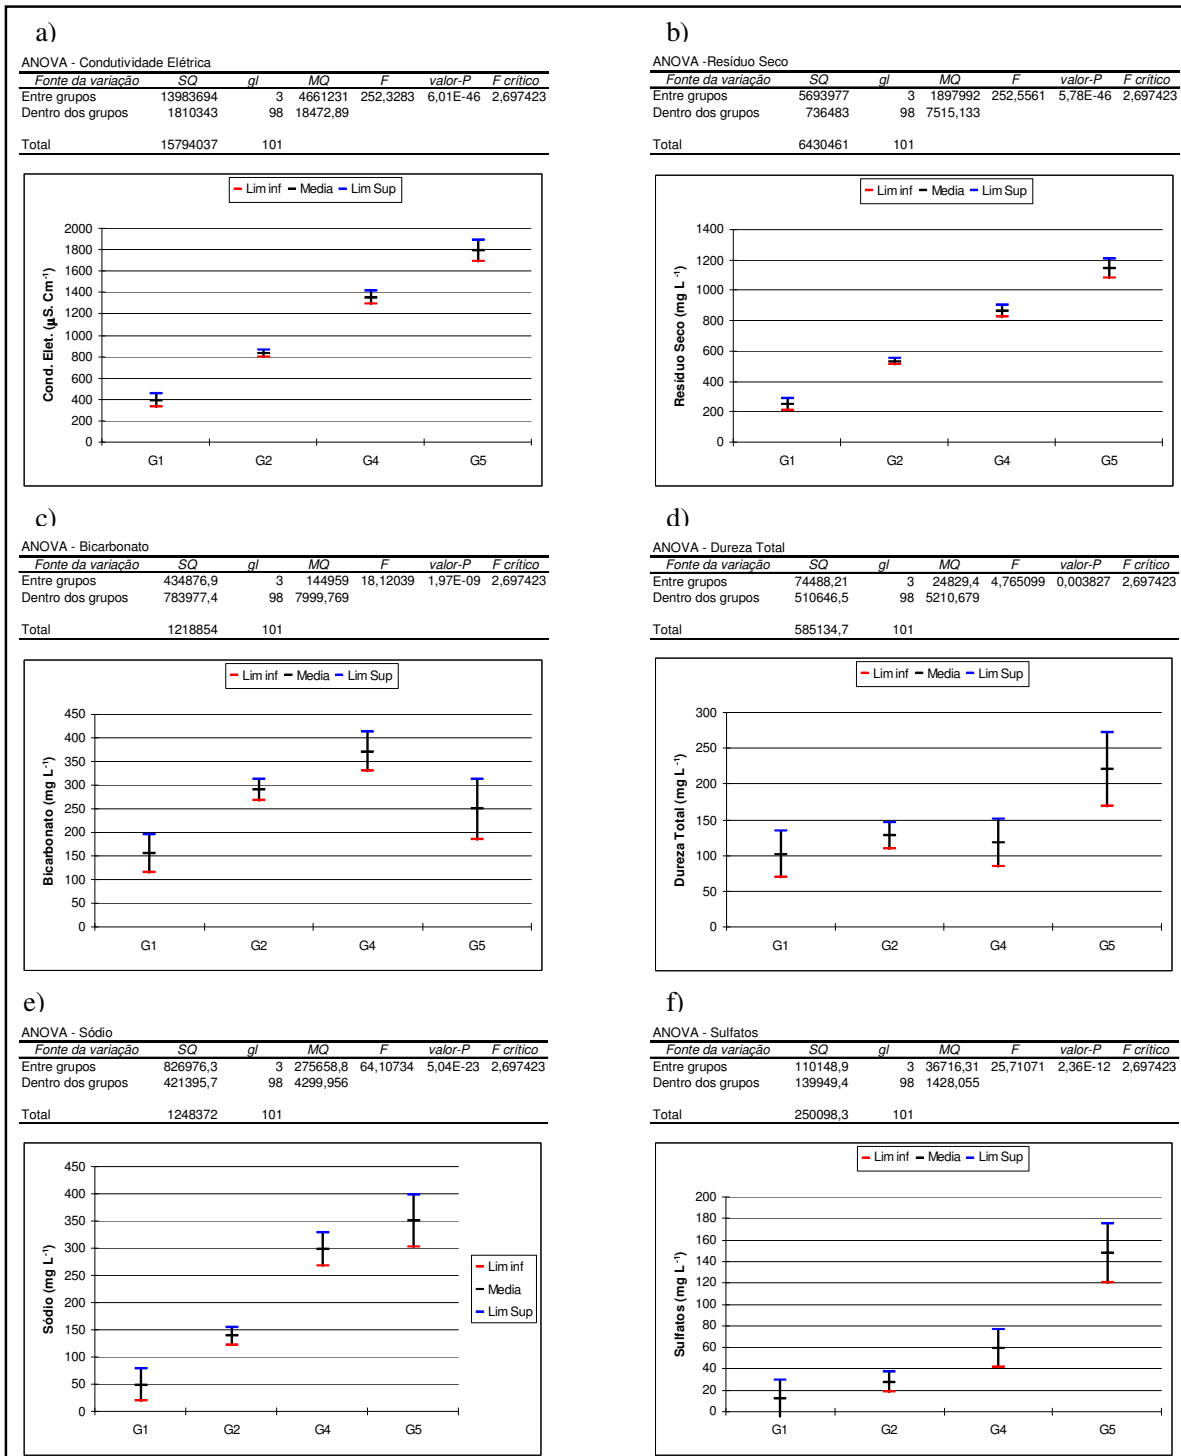 a)
ANOVA - Condutividade Elétrica
Fonte da variação SQ gl MQ F valor-P F crítico
Entre grupos 13983694 3 4661231 252,3283 6,01E-46 2,697423
Dentro dos grupos 1810343 98 18472,89
Total 15794037 101
Lim inf Media Lim Sup
Cond. Elet. (µS. Cm-1)
2000
1800
1600
1400
1200
1000
800
600
400
200
0
G1 G2 G4 G5
b)
ANOVA -Resíduo Seco
Fonte da variação SQ gl MQ F valor-P F crítico
Entre grupos 5693977 3 1897992 252,5561 5,78E-46 2,697423
Dentro dos grupos 736483 98 7515,133
Total 6430461 101
Lim inf Media Lim Sup
Resíduo Seco (mg L-1)
1400
1200
1000
800
600
400
200
0
G1 G2 G4 G5
c)
ANOVA - Bicarbonato
Fonte da variação SQ gl MQ F valor-P F crítico
Entre grupos 434876,9 3 144959 18,12039 1,97E-09 2,697423
Dentro dos grupos 783977,4 98 7999,769
Total 1218854 101
Lim inf Media Lim Sup
Bicarbonato (mg L-1)
450
400
350
300
250
200
150
100
50
0
G1 G2 G4 G5
d)
ANOVA - Dureza Total
Fonte da variação SQ gl MQ F valor-P F crítico
Entre grupos 74488,21 3 24829,4 4,765099 0,003827 2,697423
Dentro dos grupos 510646,5 98 5210,679
Total 585134,7 101
Lim inf Media Lim Sup
Dureza Total (mg L-1)
300
250
200
150
100
50
0
G1 G2 G4 G5
e)
ANOVA - Sódio
Fonte da variação SQ gl MQ F valor-P F crítico
Entre grupos 826976,3 3 275658,8 64,10734 5,04E-23 2,697423
Dentro dos grupos 421395,7 98 4299,956
Total 1248372 101
Sódio (mg L-1)
450
400
350
300
250
200
150
100
50
0
G1 G2 G4 G5
Lim inf
Media
Lim Sup
f)
ANOVA - Sulfatos
Fonte da variação SQ gl MQ F valor-P F crítico
Entre grupos 110148,9 3 36716,31 25,71071 2,36E-12 2,697423
Dentro dos grupos 139949,4 98 1428,055
Total 250098,3 101
Lim inf Media Lim Sup
Sulfatos (mg L-1)
200
180
160
140
120
100
80
60
40
20
0
G1 G2 G4 G5